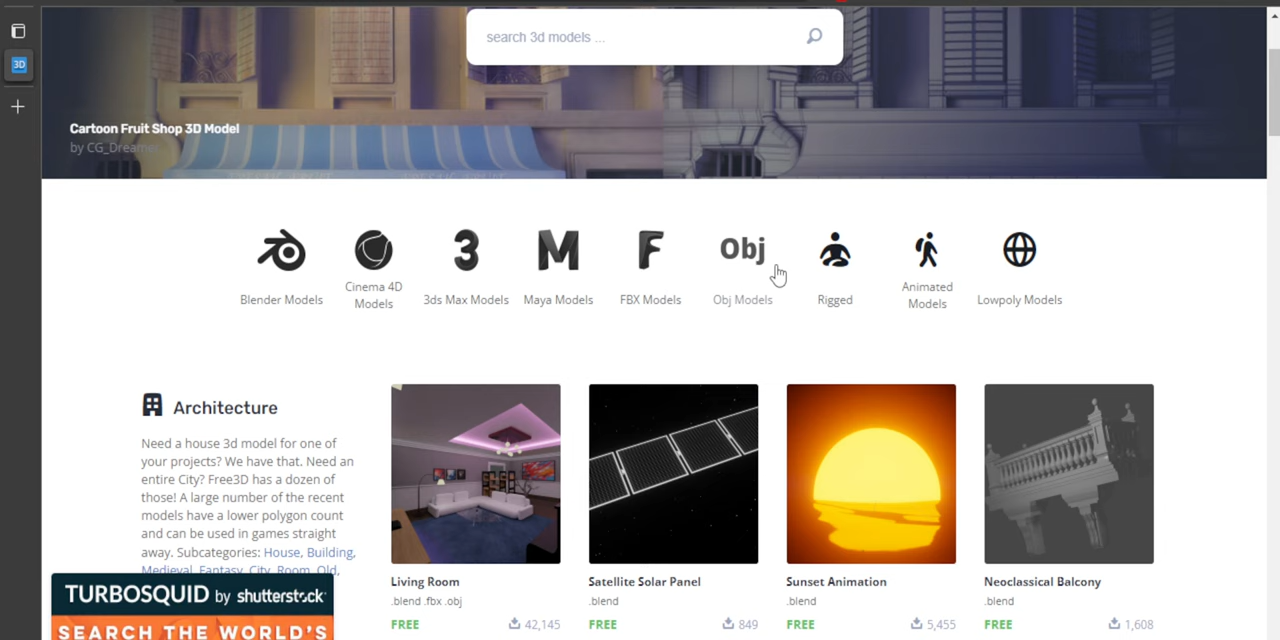 3D
search 3d models ...
Cartoon Fruit Shop 3D Model
by CG_Dreams
Blender Models
Cinema 4D
Models
3
3ds Max Models
M
Maya Models
F
FBX Models
Obj
Obj Models
Rigged
Animated
Models
Lowpoly Models
Architecture
Need a house 3d model for one of
your projects? We have that. Need an
entire City? Free3D has a dozen of
those! A large number of the recent
models have a lower polygon count
and can be used in games straight
away. Subcategories: House, Building,
Medieval, Fantasy, City, Room, Old,
TURBOSQUID by shutterstock
SEARCH THE WORLD'S
Living Room
.blend .fbx .obj
FREE 42,145
Satellite Solar Panel
.blend
FREE 849
Sunset Animation
.blend
FREE 5,455
Neoclassical Balcony
.blend
FREE 1,608